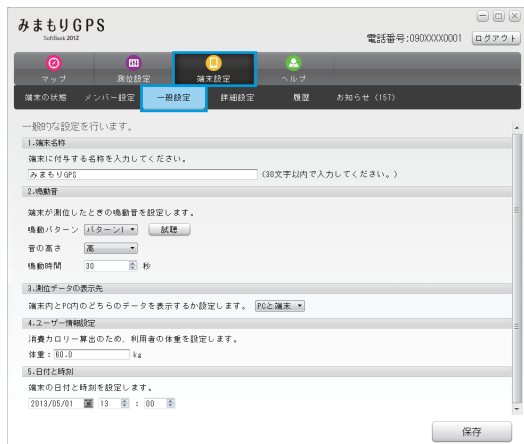 みまもりGPS
SoftBank 201Z
電話番号:090XXXX0001 ログアウト
マップ 測位設定 端末設定 ヘルプ
端末の状態 メンバー設定 一般設定 詳細設定 履歴 お知らせ (157)
一般的な設定を行います。
1.端末名称
端末に付与する名称を入力してください。
みまもりGPS (30文字以内で入力してください。)
2.鳴動音
端末が測位したときの鳴動音を設定します。
鳴動パターン パターン1 試聴
音の高さ 高
鳴動時間 30 秒
3.測位データの表示先
端末内とPC内のどちらのデータを表示するか設定します。 PCと端末
4.ユーザー情報設定
消費カロリー算出のため、利用者の体重を設定します。
体重：60.0 kg
5.日付と時刻
端末の日付と時刻を設定します。
2013/05/01 13 : 00
保存